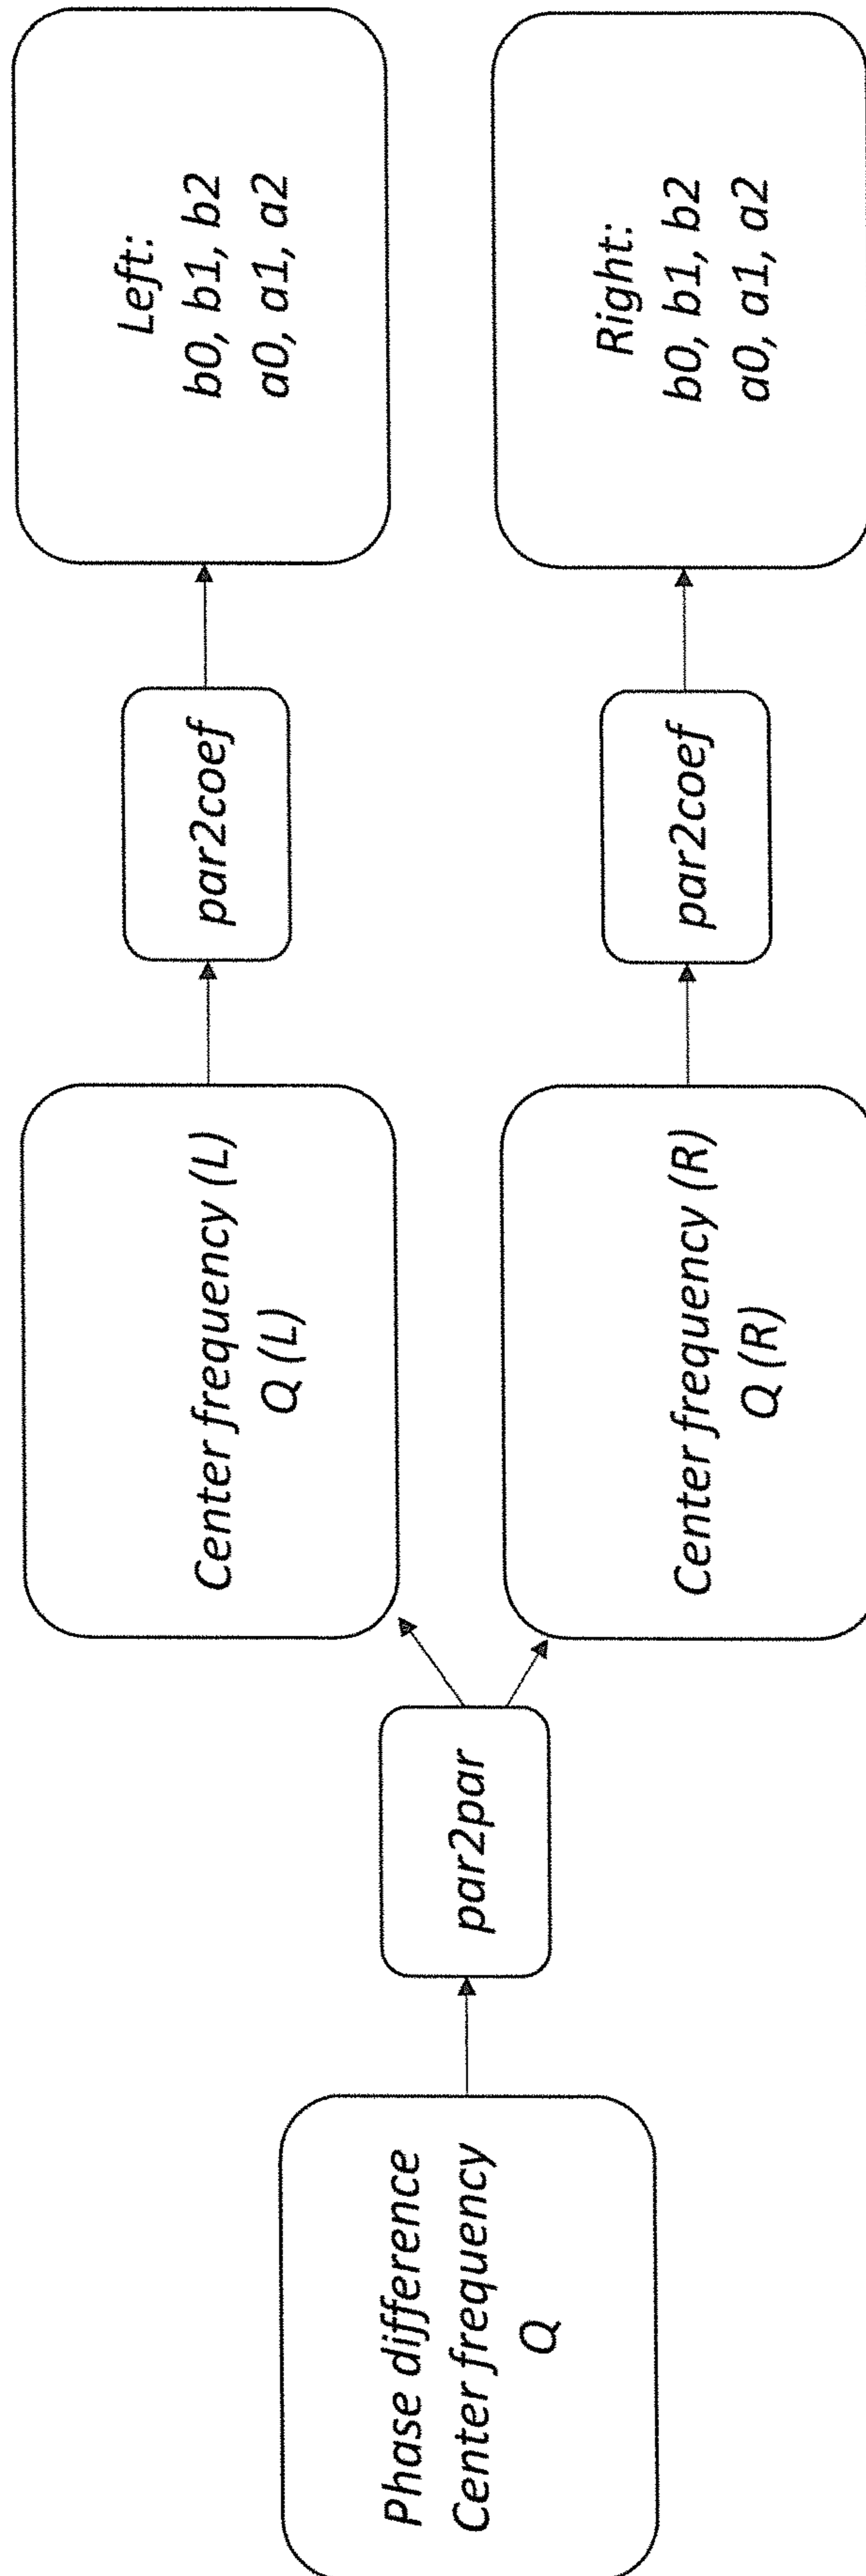 Phase difference
Center frequency
Q
par2par
Center frequency (L)
Q (L)
par2coef
Left:
b0, b1, b2
a0, a1, a2
Center frequency (R)
Q (R)
par2coef
Right:
b0, b1, b2
a0, a1, a2